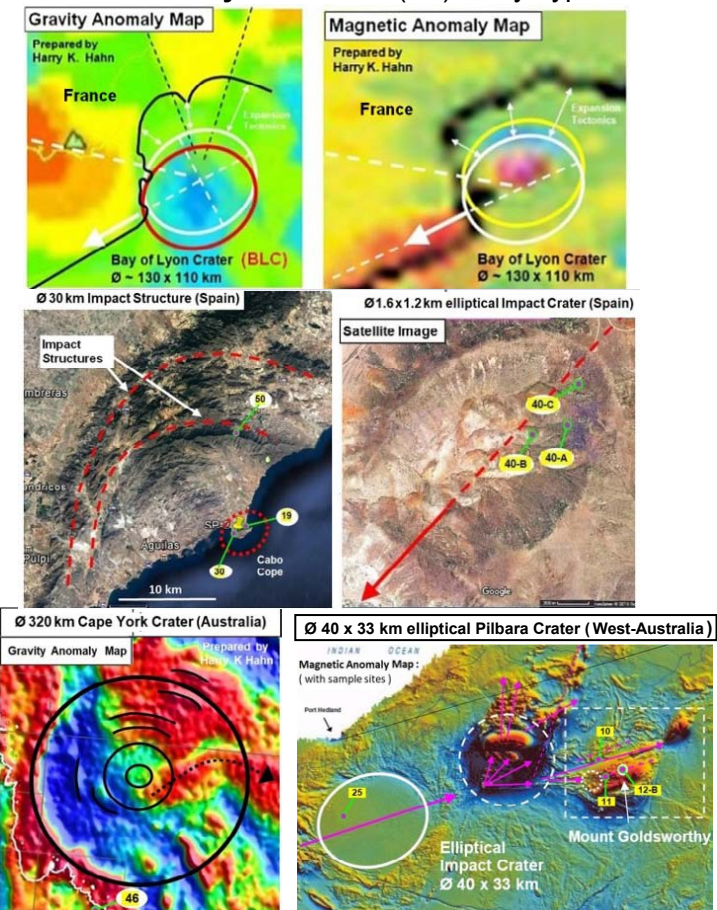 Gravity Anomaly Map
Prepared by
Harry K. Hahn
France
Expansion
Tectonics
Bay of Lyon Crater (BLC)
Ø ~ 130 x 110 km
Magnetic Anomaly Map
Prepared by
Harry K. Hahn
France
Expansion
Tectonics
Bay of Lyon Crater
Ø ~ 130 x 110 km
Ø 30 km Impact Structure (Spain)
Impact
Structures
50
19
Aguilas
30
Cabo
Cope
10 km
Ø1.6x1.2km elliptical Impact Crater (Spain)
Satellite Image
40-C
40-B
40-A
Google
Ø 320 km Cape York Crater (Australia)
Gravity Anomaly Map
Prepared by
Harry K Hahn
46
Ø 40 x 33 km elliptical Pilbara Crater (West-Australia)
INDIAN OCEAN
Magnetic Anomaly Map :
( with sample sites )
Port Hedland
10
25
11
12-B
Mount Goldsworthy
Elliptical
Impact Crater
Ø 40 x 33 km